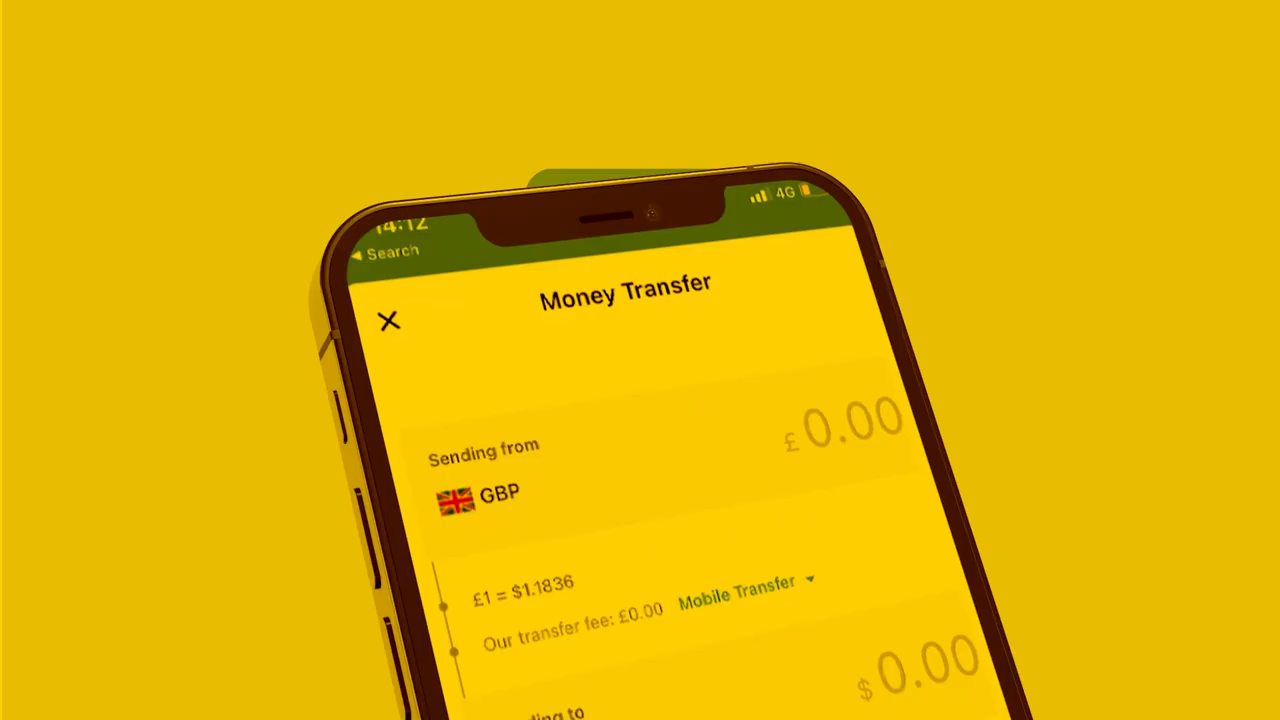 14:12
4G
Search
Money Transfer
£ 0.00
Sending from
GBP
£1 = $1.1836
Our transfer fee: £0.00 Mobile Transfer
$ 0.00
to